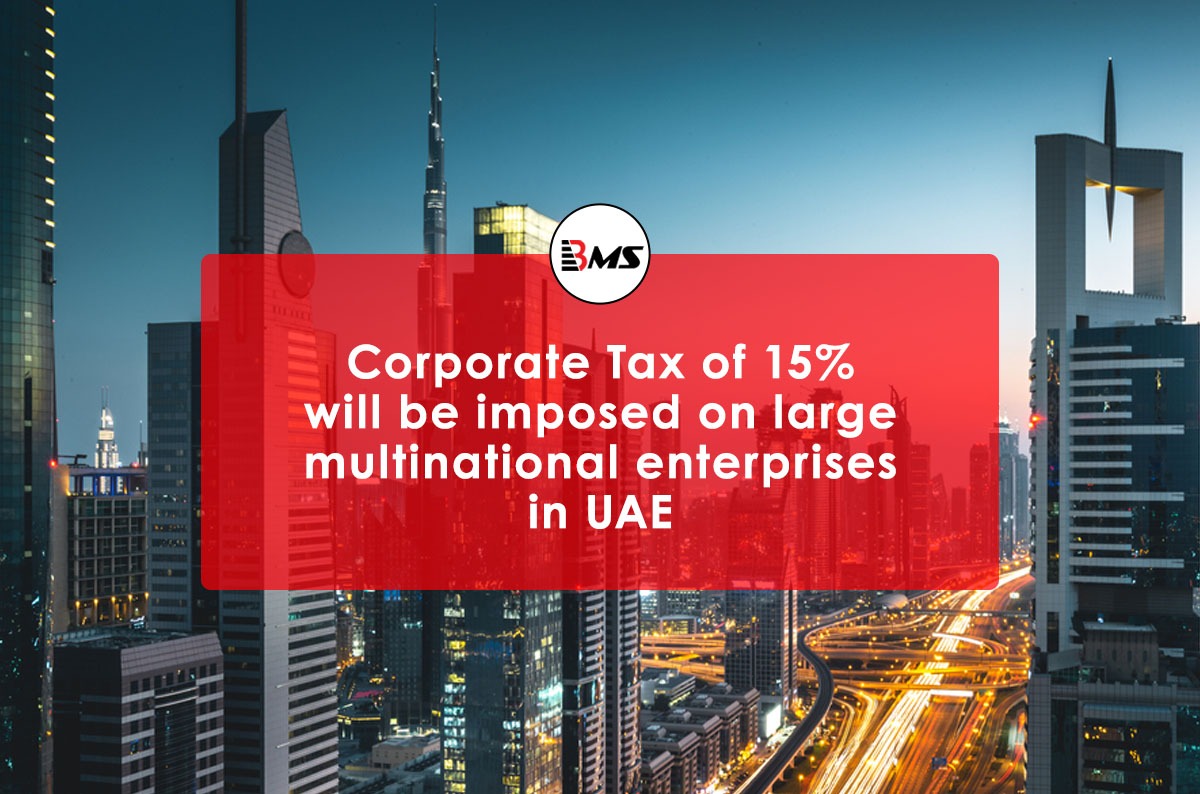 BMS
Corporate Tax of 15%
will be imposed on large
multinational enterprises
in UAE